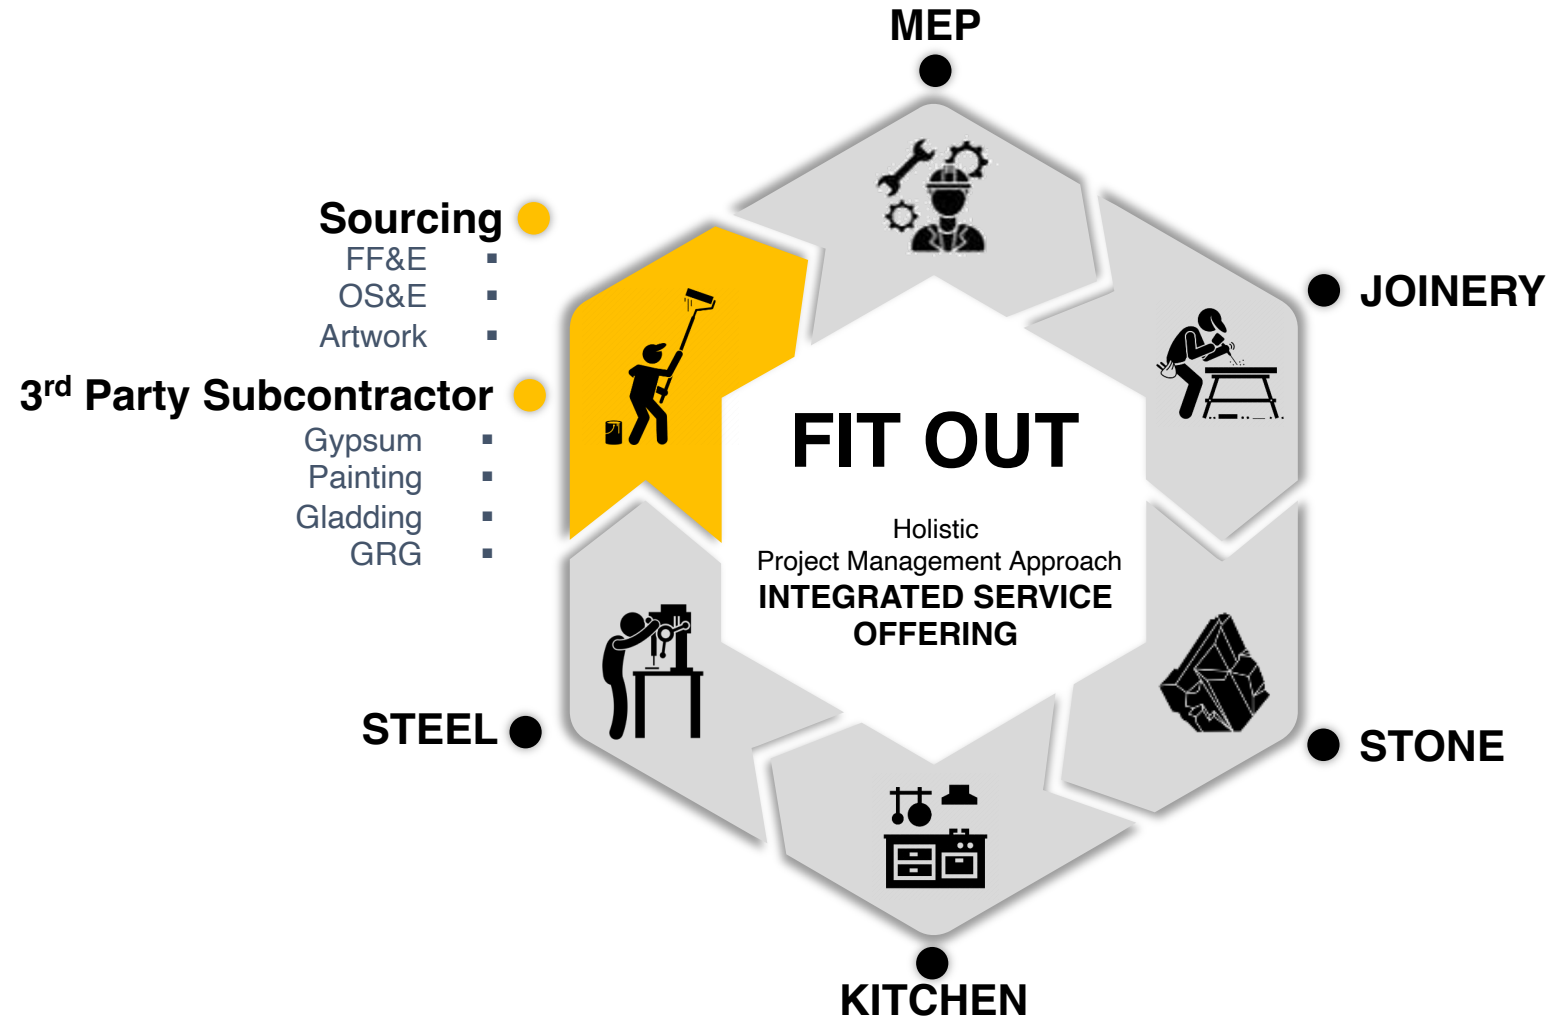 MEP
Sourcing
FF&E ▪
OS&E ▪
Artwork ▪
3rd Party Subcontractor
Gypsum ▪
Painting ▪
Gladding ▪
GRG ▪
STEEL
JOINERY
FIT OUT
Holistic
Project Management Approach
INTEGRATED SERVICE
OFFERING
STONE
KITCHEN